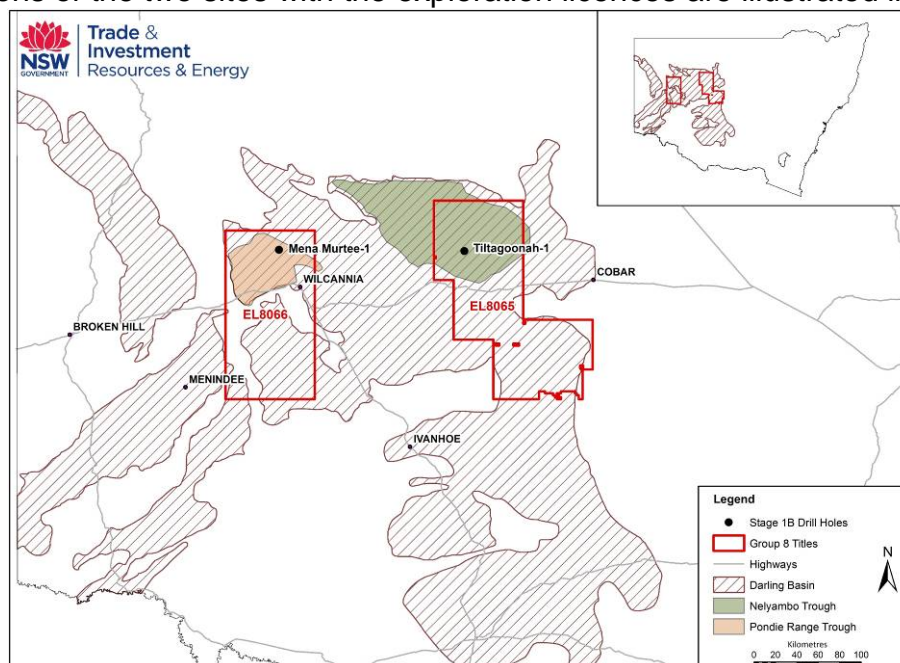 ons of the two sites with the exploration licences are illustrated i
NSW
GOVERNMENT
Trade &
Investment
Resources & Energy
Mena Murtee-1
Tiltagoonah-1
WILCANNIA
COBAR
EL8066
EL8065
BROKEN HILL
MENINDEE
IVANHOE
Legend
Stage 1B Drill Holes
Group 8 Titles
Highways
Darling Basin
Nelyambo Trough
Pondie Range Trough
N
Kilometres
0 20 40 60 80 100